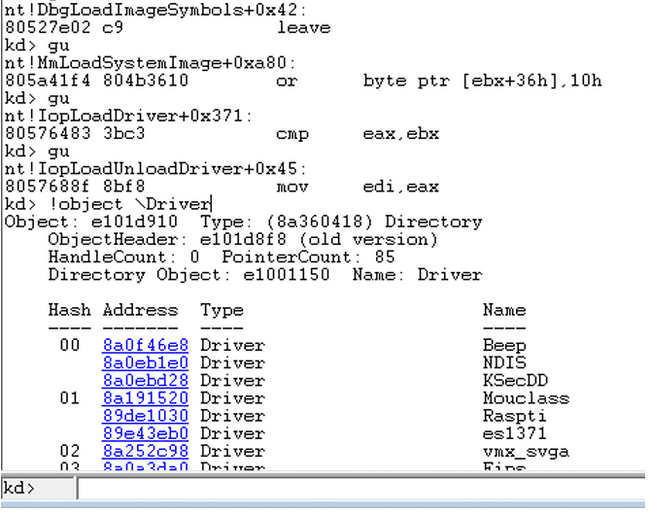 nt!DbgLoadImageSymbols+0x42:
80527e02 c9 leave
kd> gu
nt!MmLoadSystemImage+0xa80:
805a41f4 804b3610 or byte ptr [ebx+36h],10h
kd> gu
nt!IopLoadDriver+0x371:
80576483 3bc3 cmp eax,ebx
kd> gu
nt!IopLoadUnloadDriver+0x45:
8057688f 8bf8 mov edi,eax
kd> !object \Driver
Object: e101d910 Type: (8a360418) Directory
ObjectHeader: e101d8f8 (old version)
HandleCount: 0 PointerCount: 85
Directory Object: e1001150 Name: Driver
Hash Address Type Name
---- ------- ---- ----
00 8a0f46e8 Driver Beep
8a0eb1e0 Driver NDIS
8a0ebd28 Driver KSecDD
01 8a191520 Driver Mouclass
89de1030 Driver Raspti
89e43eb0 Driver es1371
02 8a252c98 Driver vmx_svga
03 8a0a3da0 Driver Fips
kd>